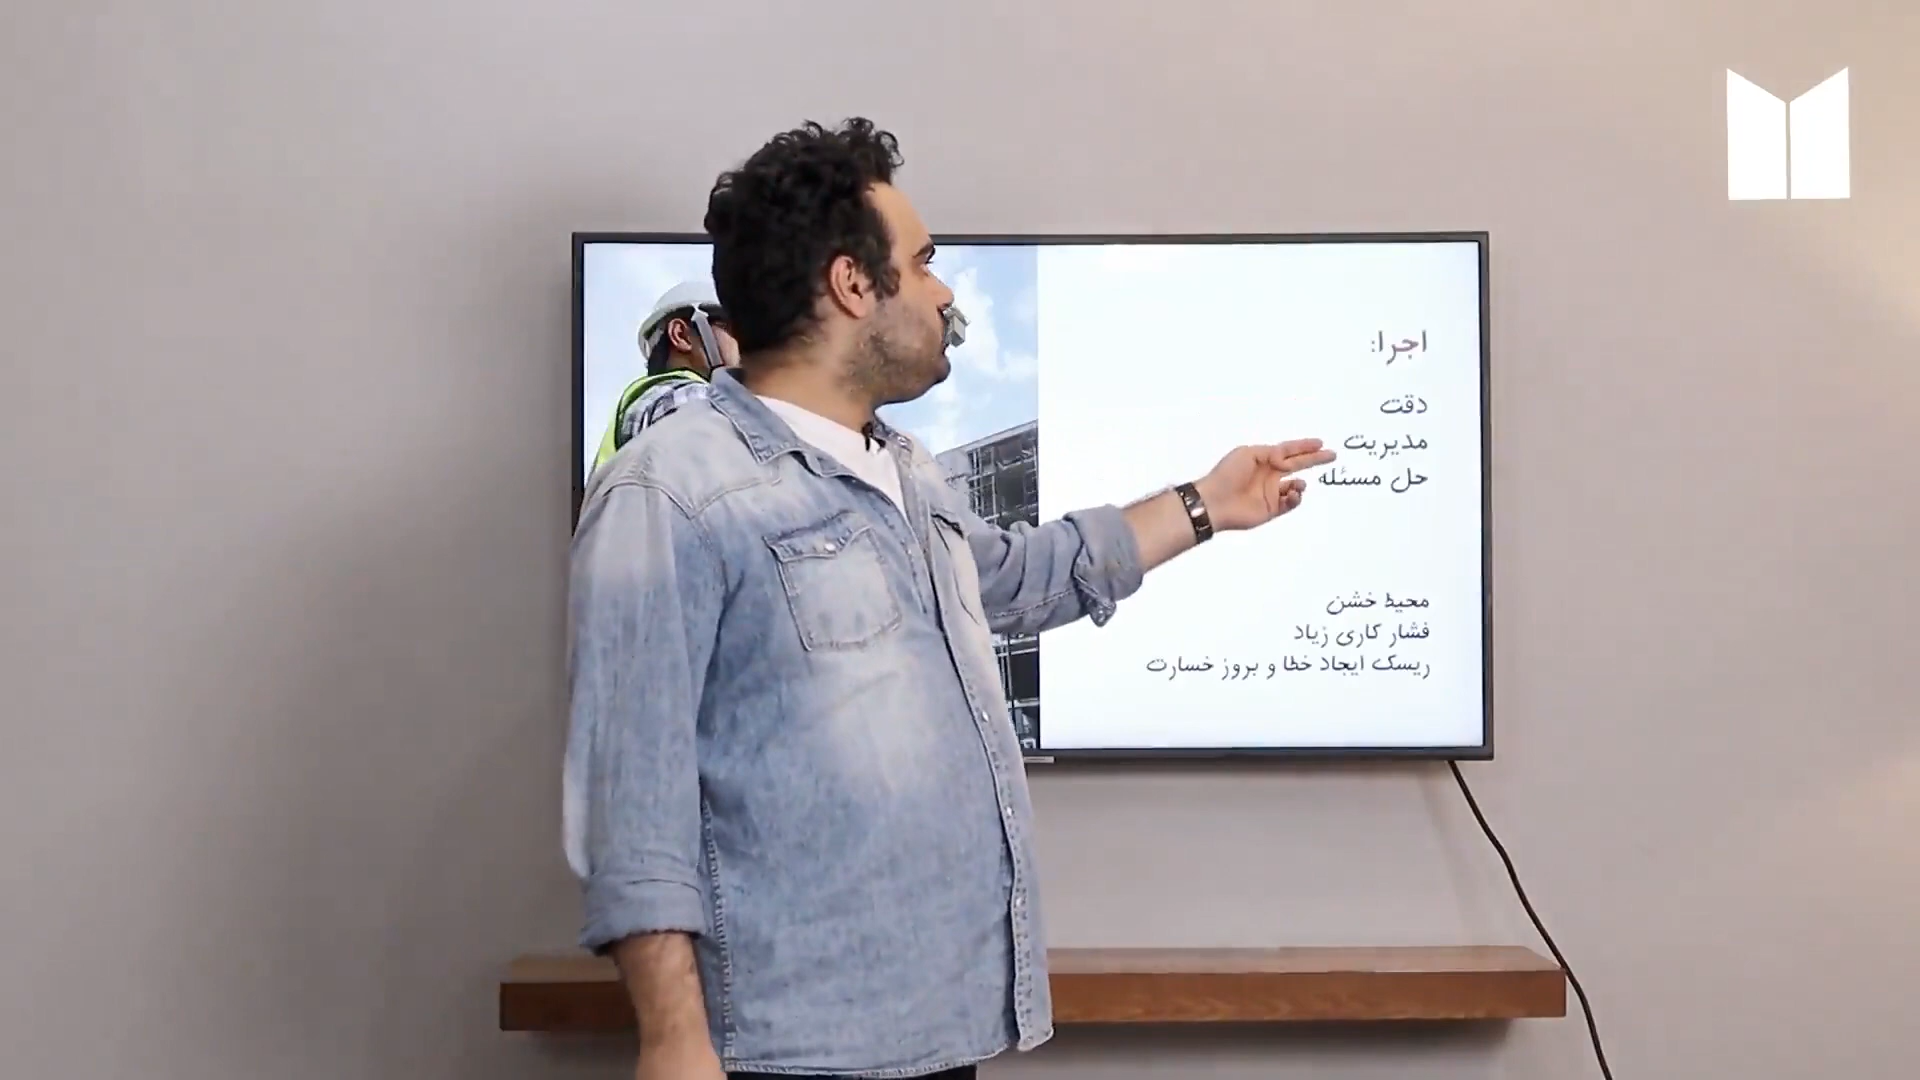 اجرا:
دقت
مدیریت
حل مسئله
محیط خشن
فشار کاری زیاد
ریسک ایجاد خطا و بروز خسارت